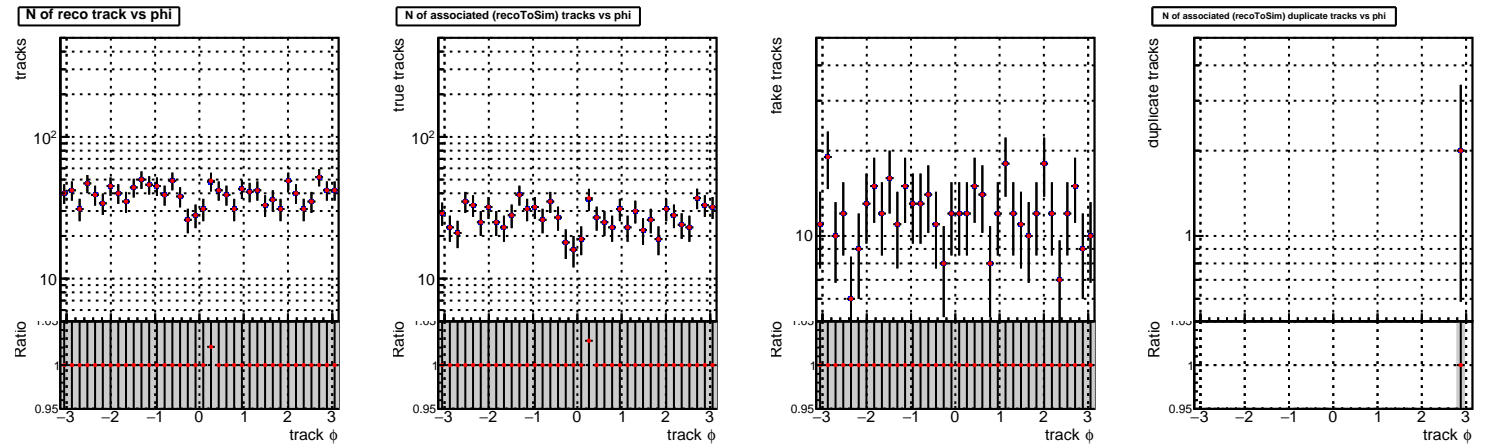 N of reco track vs phi
tracks
10²
10
Ratio
1
0.95
−3 −2 −1 0 1 2 3
track ϕ
N of associated (recoToSim) tracks vs phi
true tracks
10²
10
Ratio
1
0.95
−3 −2 −1 0 1 2 3
track ϕ
fake tracks
10
Ratio
1
0.95
−3 −2 −1 0 1 2 3
track ϕ
N of associated (recoToSim) duplicate tracks vs phi
duplicate tracks
1
Ratio
1
0.95
−3 −2 −1 0 1 2 3
track ϕ